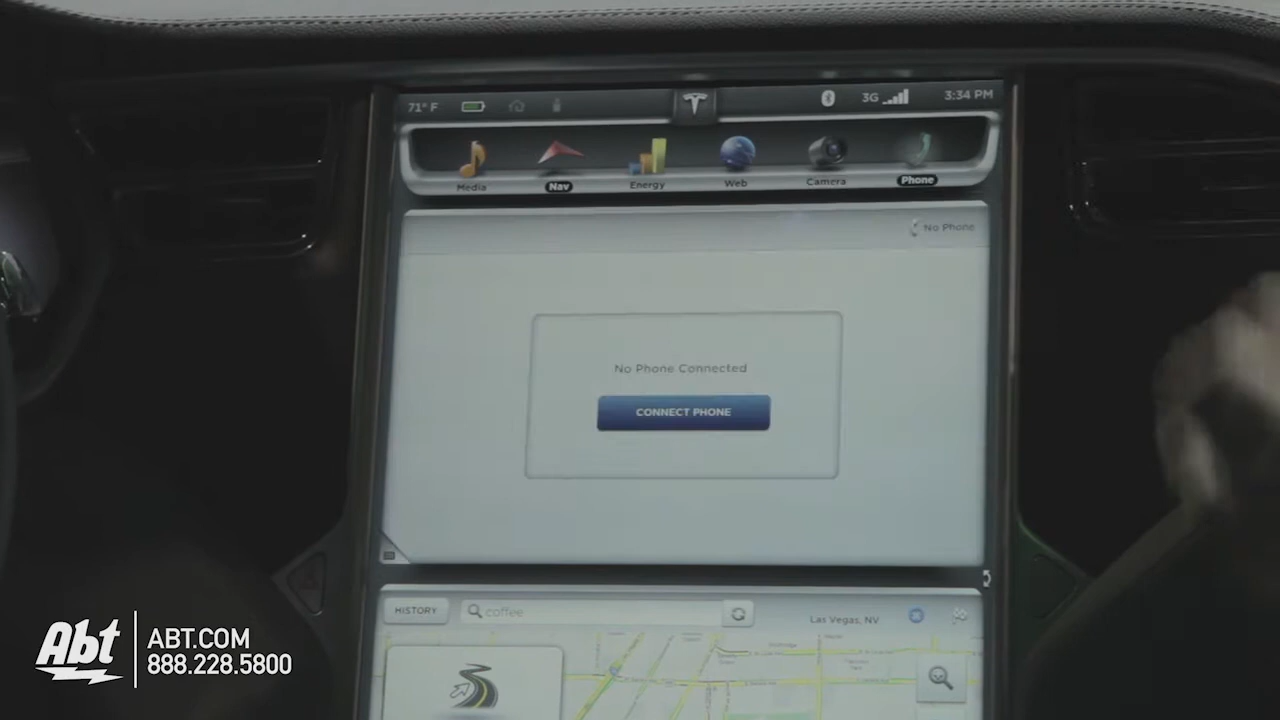 71° F
3G
3:34 PM
Media
Nav
Energy
Web
Camera
Phone
No Phone
No Phone Connected
CONNECT PHONE
HISTORY
coffee
Las Vegas, NV
Abt
ABT.COM
888.228.5800